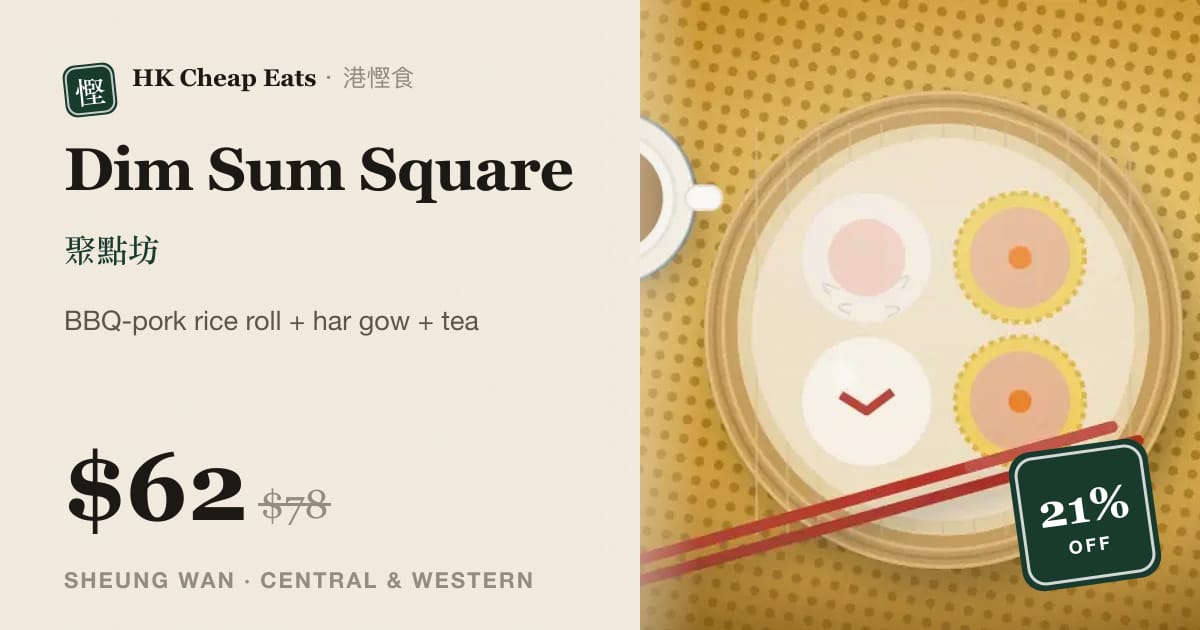 慳
HK Cheap Eats · 港慳食
Dim Sum Square
聚點坊
BBQ-pork rice roll + har gow + tea
$62 $78
SHEUNG WAN · CENTRAL & WESTERN
21%
OFF